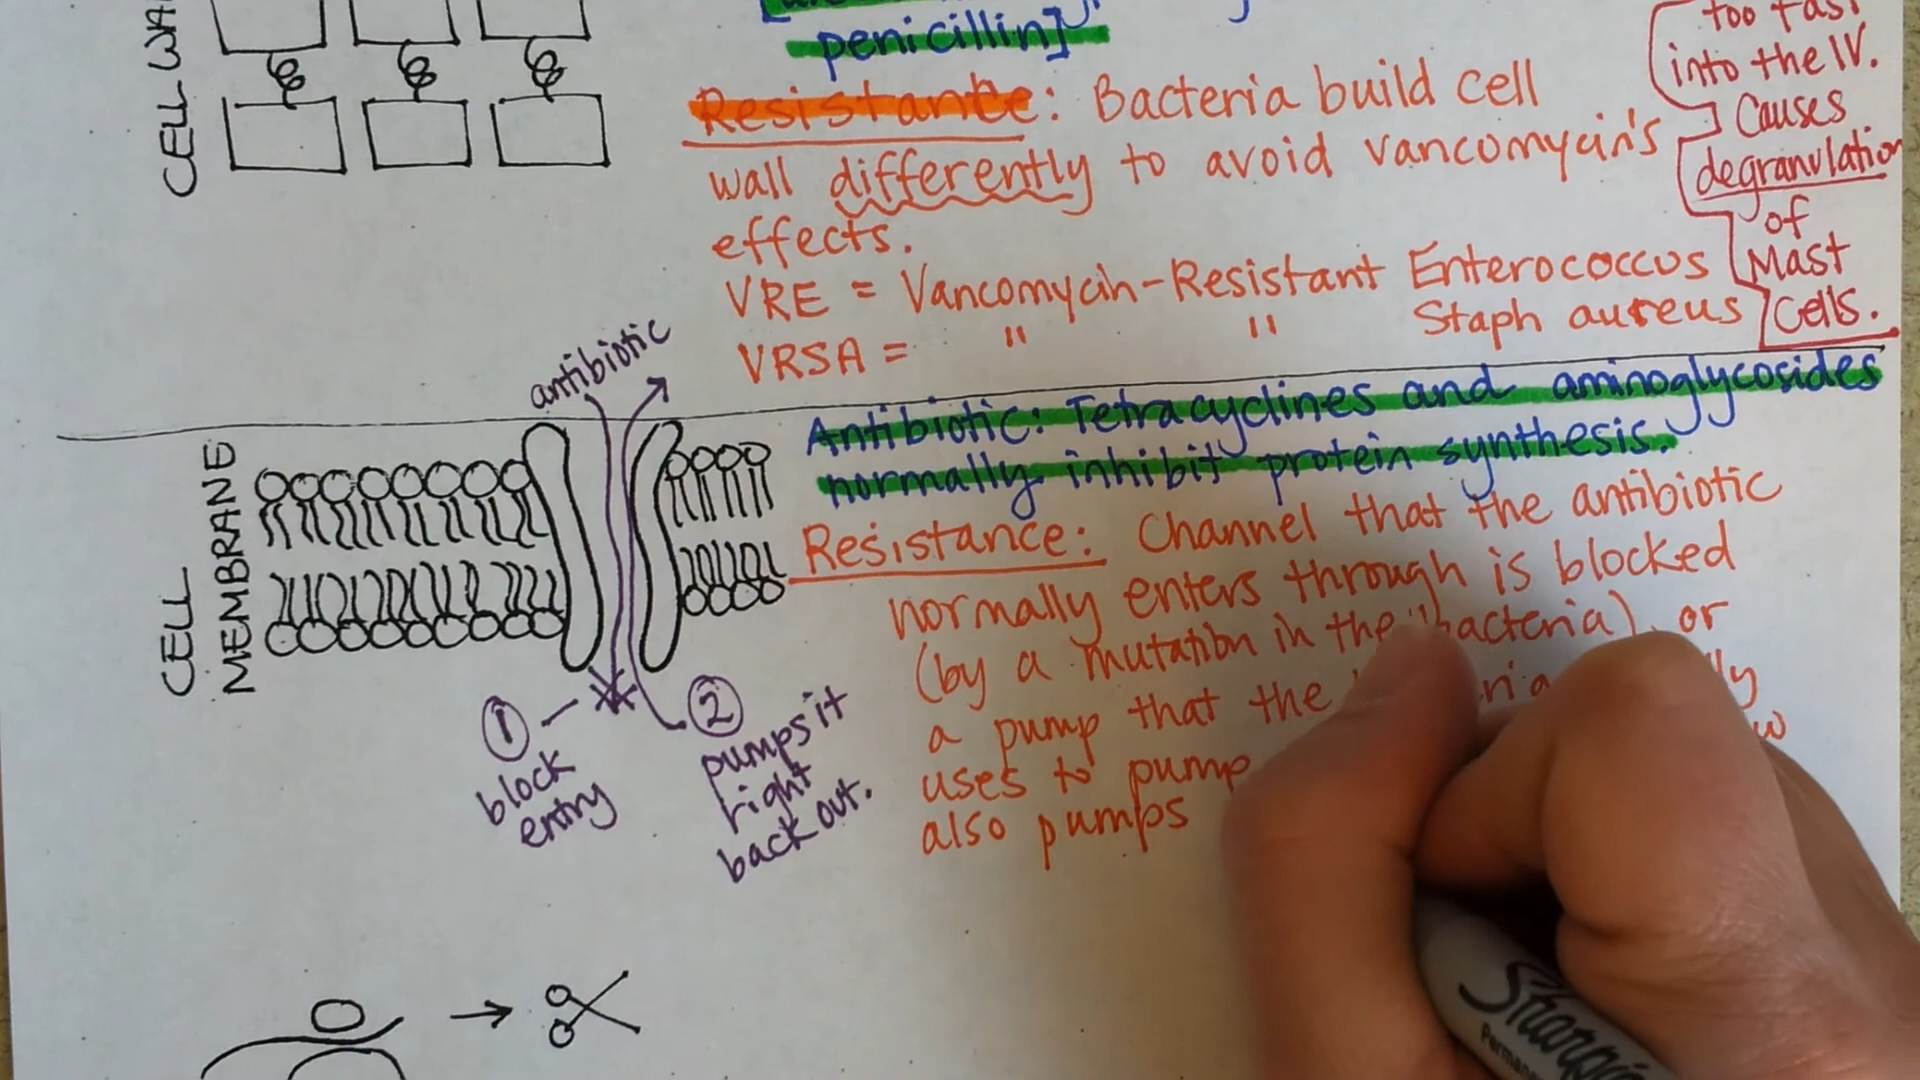 CELL WA
penicillin]
Resistance: Bacteria build cell
wall differently to avoid vancomycin's
effects.
VRE = Vancomycin-Resistant Enterococcus
VRSA = " " Staph aureus
too fast
into the IV.
Causes
degranulation
of
Mast
cells.
CELL
MEMBRANE
antibiotic
① block
entry
② pumps it
right
back out.
Antibiotic: Tetracyclines and aminoglycosides
normally inhibit protein synthesis.
Resistance: Channel that the antibiotic
normally enters through is blocked
(by a mutation in the bacteria), or
a pump that the
uses to pump
also pumps
Sharpie